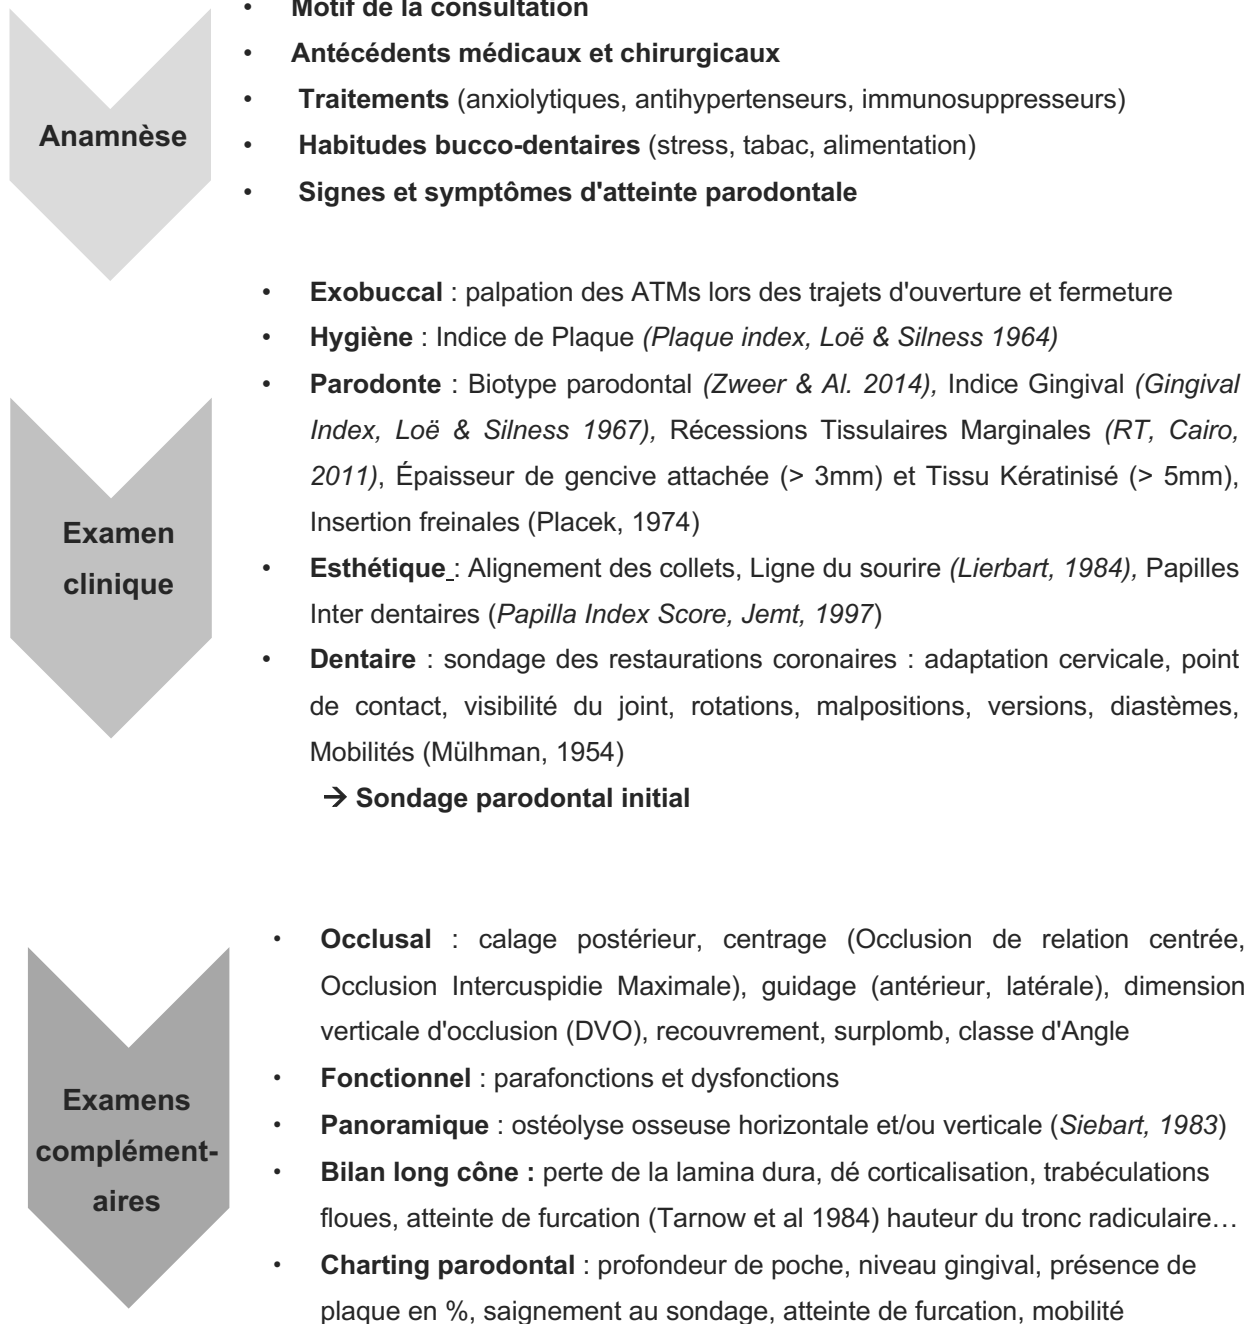 • Motif de la consultation
• Antécédents médicaux et chirurgicaux
• Traitements (anxiolytiques, antihypertenseurs, immunosuppresseurs)
Anamnèse
• Habitudes bucco-dentaires (stress, tabac, alimentation)
• Signes et symptômes d'atteinte parodontale
• Exobuccal : palpation des ATMs lors des trajets d'ouverture et fermeture
• Hygiène : Indice de Plaque (Plaque index, Loë & Silness 1964)
• Parodonte : Biotype parodontal (Zweer & Al. 2014), Indice Gingival (Gingival
Index, Loë & Silness 1967), Récessions Tissulaires Marginales (RT, Cairo,
2011), Épaisseur de gencive attachée (> 3mm) et Tissu Kératinisé (> 5mm),
Insertion freinales (Placek, 1974)
Examen
clinique
• Esthétique : Alignement des collets, Ligne du sourire (Lierbart, 1984), Papilles
Inter dentaires (Papilla Index Score, Jemt, 1997)
• Dentaire : sondage des restaurations coronaires : adaptation cervicale, point
de contact, visibilité du joint, rotations, malpositions, versions, diastèmes,
Mobilités (Mülhman, 1954)
→ Sondage parodontal initial
• Occlusal : calage postérieur, centrage (Occlusion de relation centrée,
Occlusion Intercuspidie Maximale), guidage (antérieur, latérale), dimension
verticale d'occlusion (DVO), recouvrement, surplomb, classe d'Angle
• Fonctionnel : parafonctions et dysfonctions
• Panoramique : ostéolyse osseuse horizontale et/ou verticale (Siebart, 1983)
Examens
complément-
aires
• Bilan long cône : perte de la lamina dura, dé corticalisation, trabéculations
floues, atteinte de furcation (Tarnow et al 1984) hauteur du tronc radiculaire…
• Charting parodontal : profondeur de poche, niveau gingival, présence de
plaque en %, saignement au sondage, atteinte de furcation, mobilité